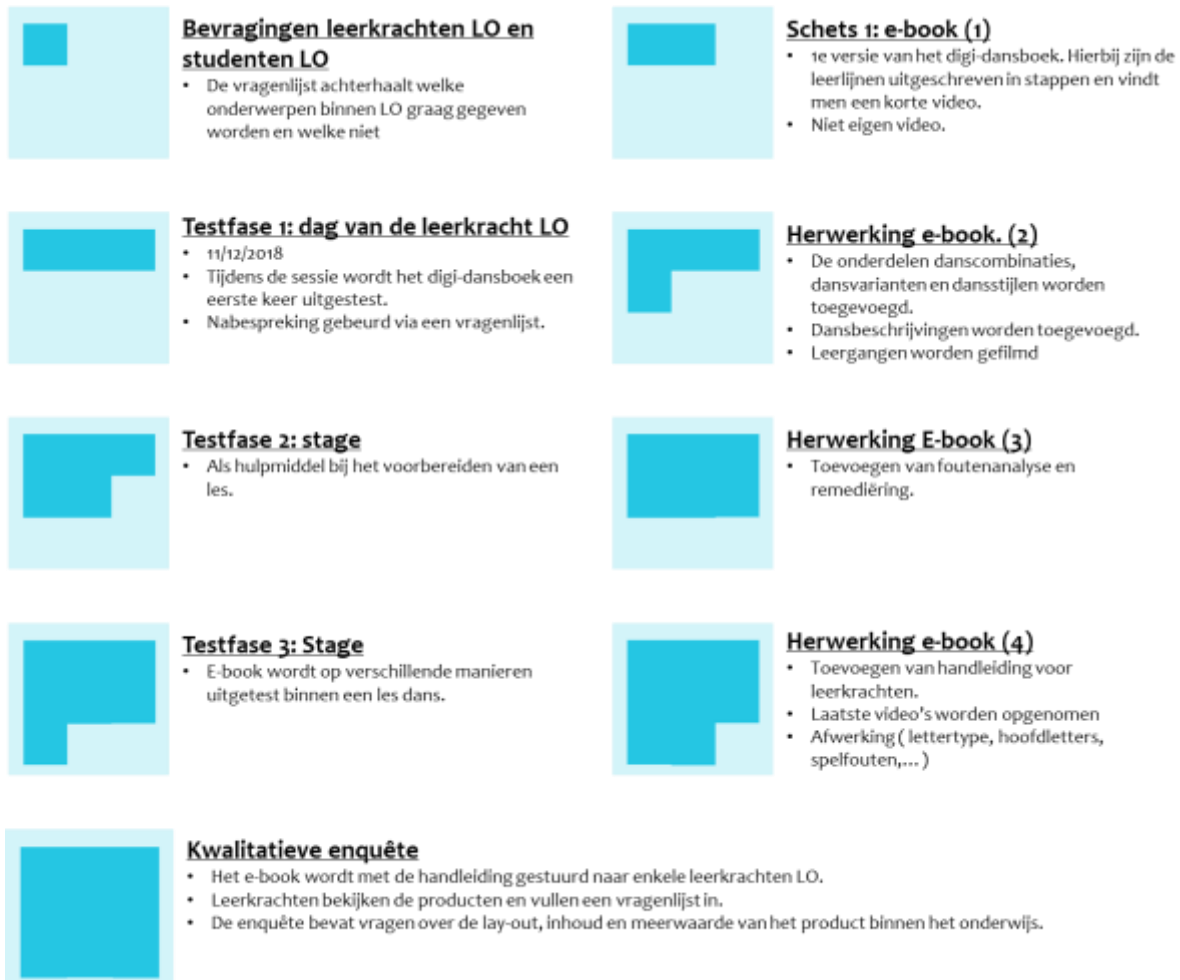 Bevragingen leerkrachten LO en
studenten LO
• De vragenlijst achterhaalt welke
onderwerpen binnen LO graag gegeven
worden en welke niet
Schets 1: e-book (1)
• 1e versie van het digi-dansboek. Hierbij zijn de
leerlijnen uitgeschreven in stappen en vindt
men een korte video.
• Niet eigen video.
Testfase 1: dag van de leerkracht LO
• 11/12/2018
• Tijdens de sessie wordt het digi-dansboek een
eerste keer uitgestest.
• Nabespreking gebeurd via een vragenlijst.
Herwerking e-book. (2)
• De onderdelen danscombinaties,
dansvarianten en dansstijlen worden
toegevoegd.
• Dansbeschrijvingen worden toegevoegd.
• Leergangen worden gefilmd
Testfase 2: stage
• Als hulpmiddel bij het voorbereiden van een
les.
Herwerking E-book (3)
• Toevoegen van foutenanalyse en
remediëring.
Testfase 3: Stage
• E-book wordt op verschillende manieren
uitgetest binnen een les dans.
Herwerking e-book (4)
• Toevoegen van handleiding voor
leerkrachten.
• Laatste video's worden opgenomen
• Afwerking ( lettertype, hoofdletters,
spelfouten,... )
Kwalitatieve enquête
• Het e-book wordt met de handleiding gestuurd naar enkele leerkrachten LO.
• Leerkrachten bekijken de producten en vullen een vragenlijst in.
• De enquête bevat vragen over de lay-out, inhoud en meerwaarde van het product binnen het onderwijs.